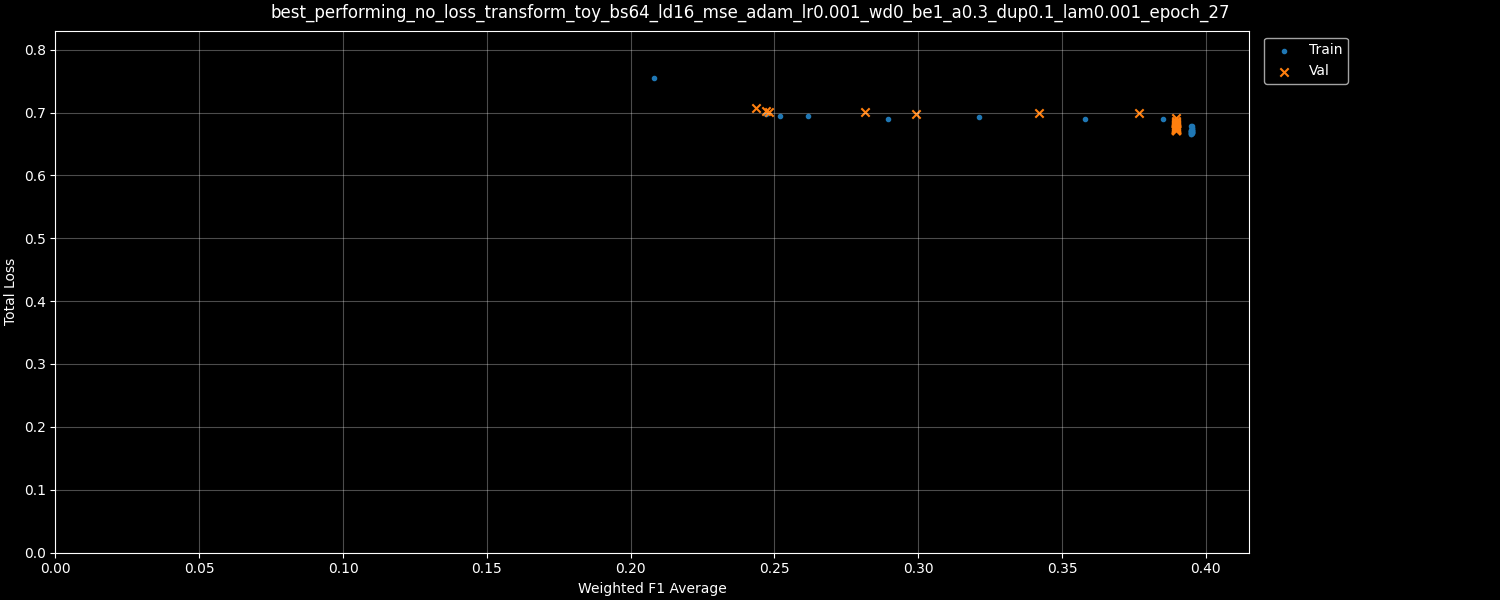 best_performing_no_loss_transform_toy_bs64_ld16_mse_adam_lr0.001_wd0_be1_a0.3_dup0.1_lam0.001_epoch_27
Train
Val
0.8
0.7
0.6
0.5
0.4
0.3
0.2
0.1
0.0
Total Loss
0.00 0.05 0.10 0.15 0.20 0.25 0.30 0.35 0.40
Weighted F1 Average